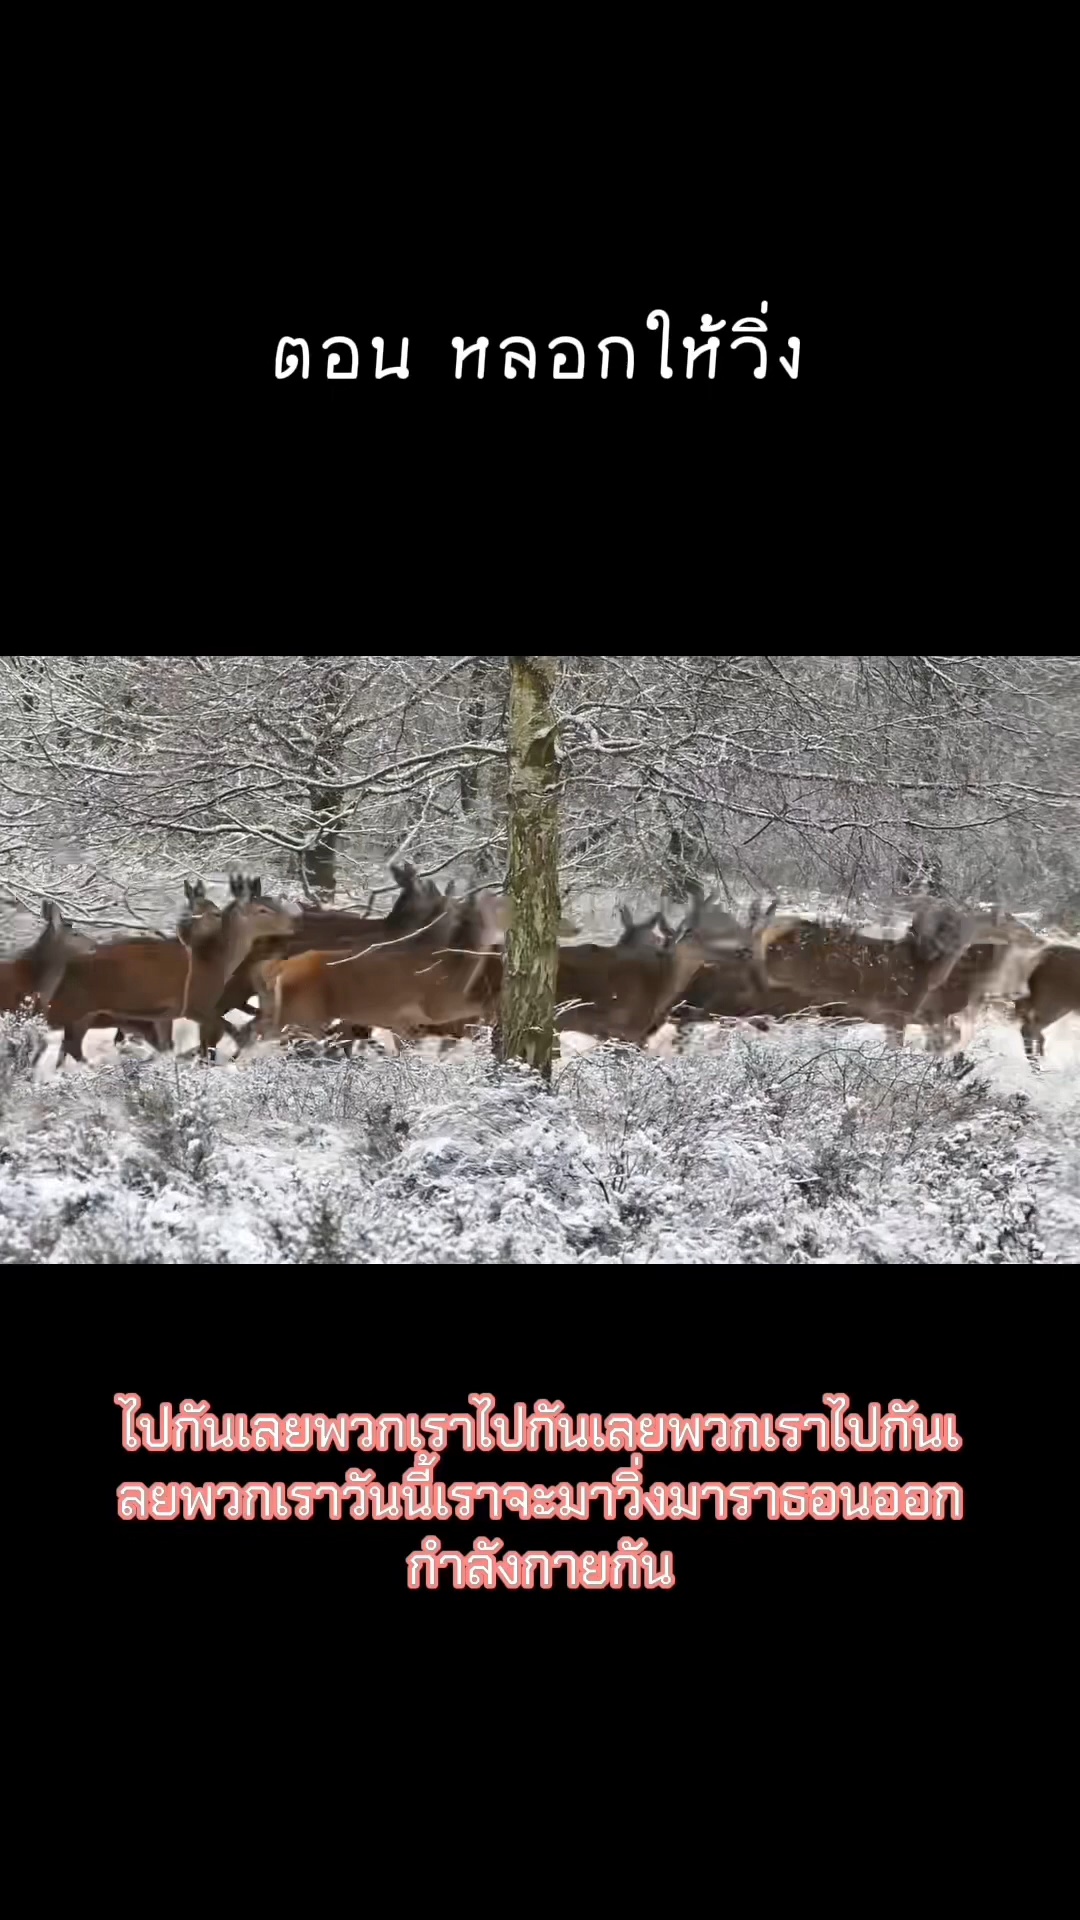 ตอน หลอกให้วิ่ง
ไปกันเลยพวกเราไปกันเลยพวกเราไปกันเ
ลยพวกเราวันนี้เราจะมาวิ่งมาราธอนออก
กำลังกายกัน